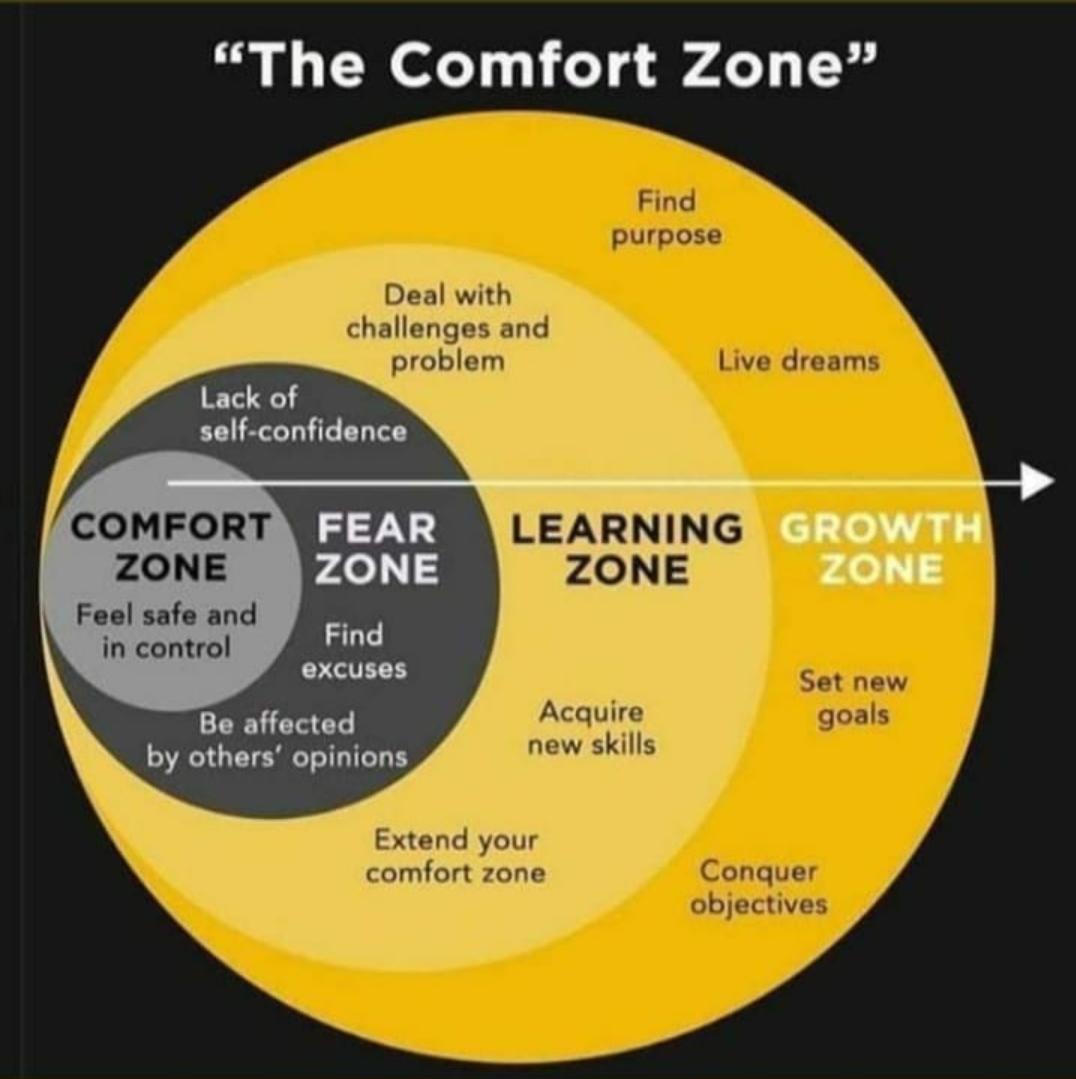 “The Comfort Zone”
Find
purpose
Deal with
challenges and
problem
Live dreams
Lack of
self-confidence
COMFORT
ZONE
Feel safe and
in control
FEAR
ZONE
Find
excuses
Be affected
by others’ opinions
LEARNING
ZONE
Acquire
new skills
Extend your
comfort zone
GROWTH
ZONE
Set new
goals
Conquer
objectives